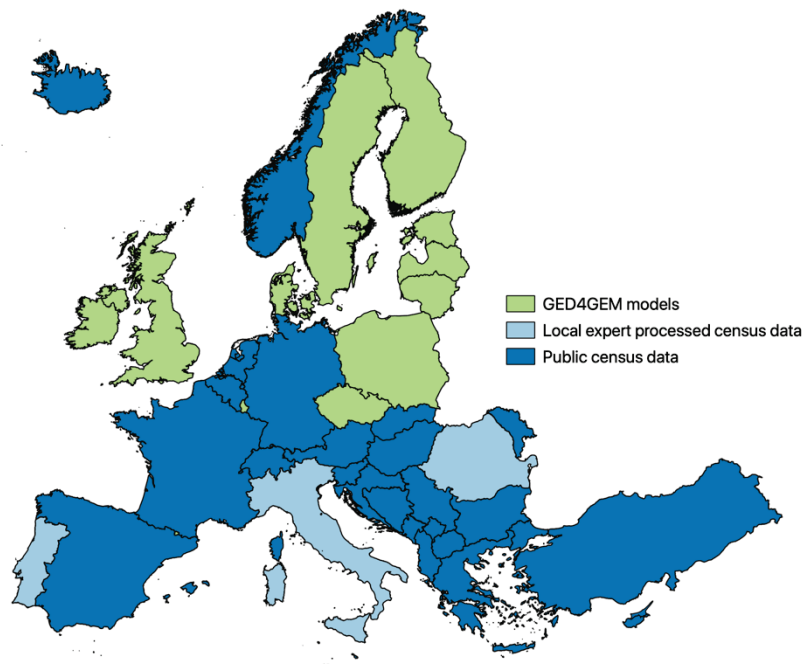 GED4GEM models
Local expert processed census data
Public census data